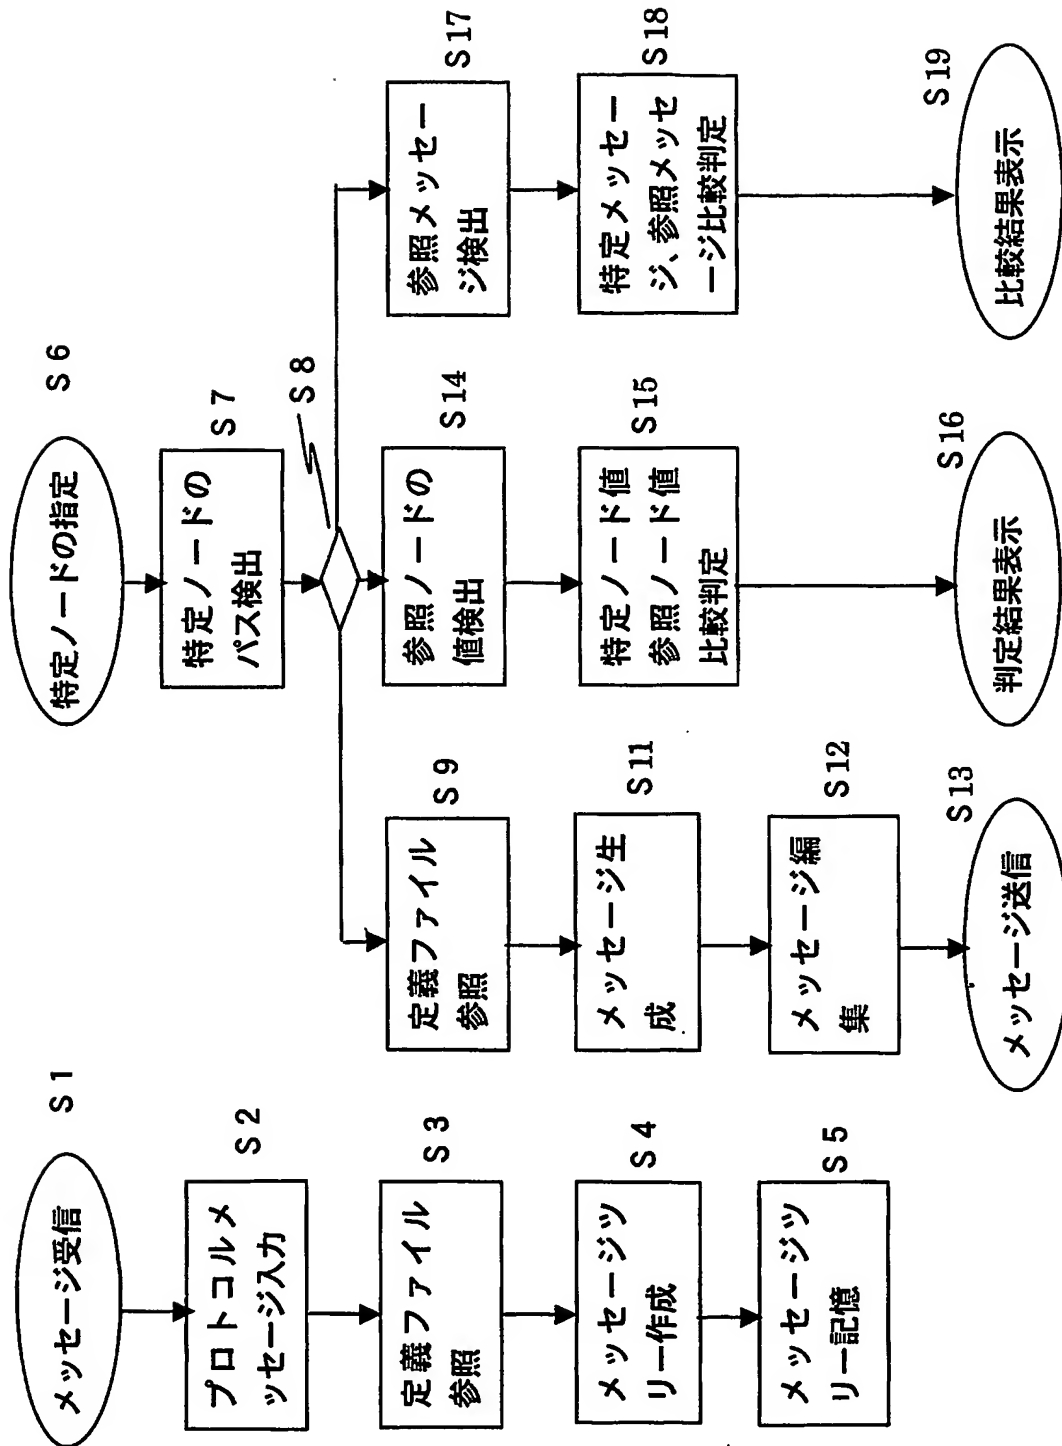 メッセージ受信
S1
プロトコルメ
ッセージ入力
S2
定義ファイル
参照
S3
メッセージツ
リー作成
S4
メッセージツ
リー記憶
S5
特定ノードの指定
S6
特定ノードの
パス検出
S7
S8
定義ファイル
参照
S9
メッセージ生
成
S11
メッセージ編
集
S12
メッセージ送信
S13
参照ノードの
値検出
S14
特定ノード値
参照ノード値
比較判定
S15
判定結果表示
S16
参照メッセー
ジ検出
S17
特定メッセー
ジ、参照メッセ
ージ比較判定
S18
比較結果表示
S19